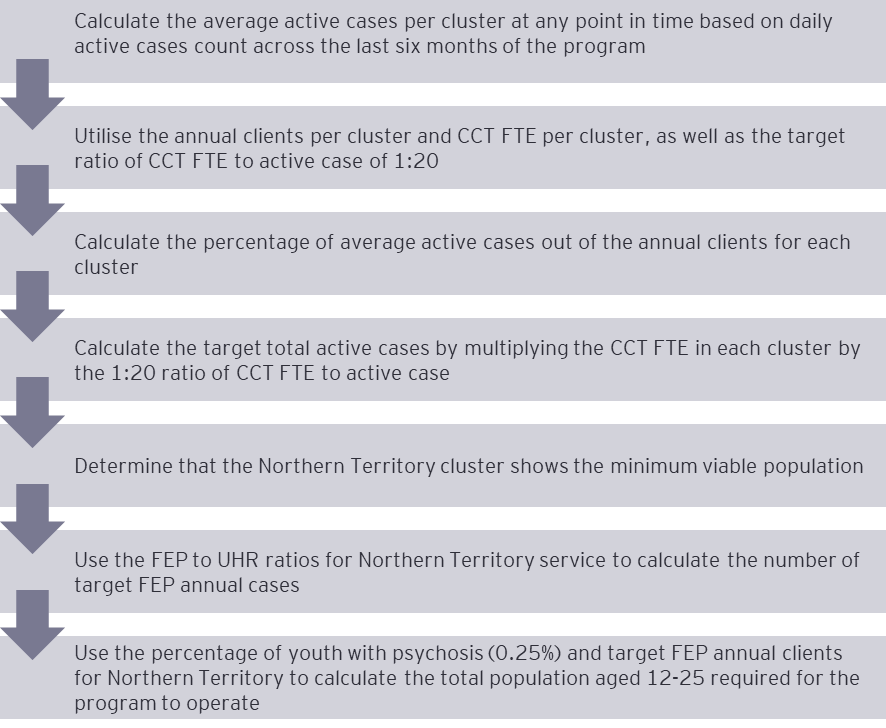 Calculate the average active cases per cluster at any point in time based on daily
active cases count across the last six months of the program
Utilise the annual clients per cluster and CCT FTE per cluster, as well as the target
ratio of CCT FTE to active case of 1:20
Calculate the percentage of average active cases out of the annual clients for each
cluster
Calculate the target total active cases by multiplying the CCT FTE in each cluster by
the 1:20 ratio of CCT FTE to active case
Determine that the Northern Territory cluster shows the minimum viable population
Use the FEP to UHR ratios for Northern Territory service to calculate the number of
target FEP annual cases
Use the percentage of youth with psychosis (0.25%) and target FEP annual clients
for Northern Territory to calculate the total population aged 12-25 required for the
program to operate